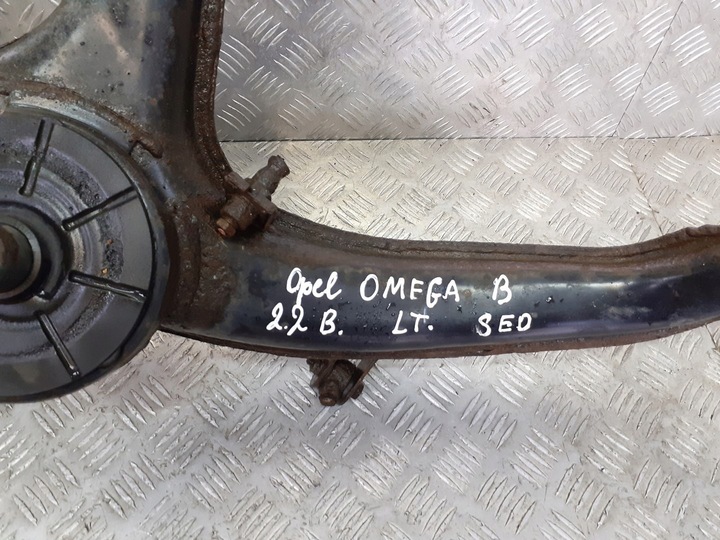 Opel OMEGA B
2.2 B. LT. SED